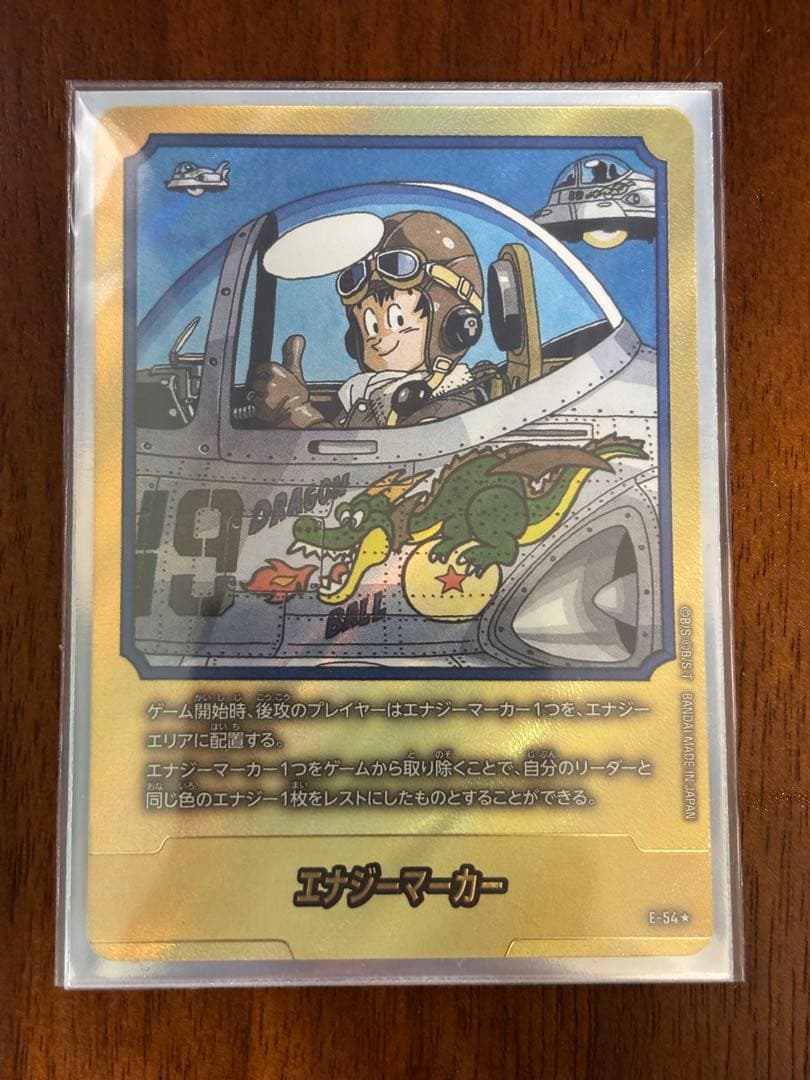 19
19
DRAGON
BALL
ゲーム開始時、後攻のプレイヤーはエナジーマーカー1つを、エナジー
エリアに配置する。
エナジーマーカー1つをゲームから取り除くことで、自分のリーダーと
同じ色のエナジー1枚をレストにしたものとすることができる。
©B/S ©B/S・T BANDAI MADE IN JAPAN
エナジーマーカー
E-54★